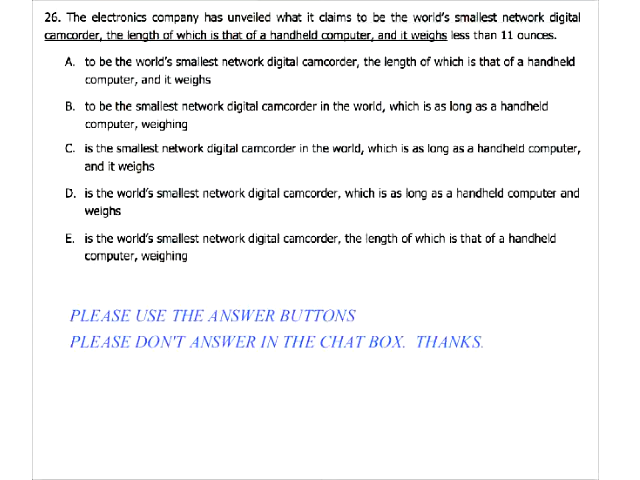 26. The electronics company has unveiled what it claims to be the world's smallest network digital
camcorder, the length of which is that of a handheld computer, and it weighs less than 11 ounces.
A. to be the world's smallest network digital camcorder, the length of which is that of a handheld
computer, and it weighs
B. to be the smallest network digital camcorder in the world, which is as long as a handheld
computer, weighing
C. is the smallest network digital camcorder in the world, which is as long as a handheld computer,
and it weighs
D. is the world's smallest network digital camcorder, which is as long as a handheld computer and
weighs
E. is the world's smallest network digital camcorder, the length of which is that of a handheld
computer, weighing
PLEASE USE THE ANSWER BUTTONS
PLEASE DON'T ANSWER IN THE CHAT BOX. THANKS.